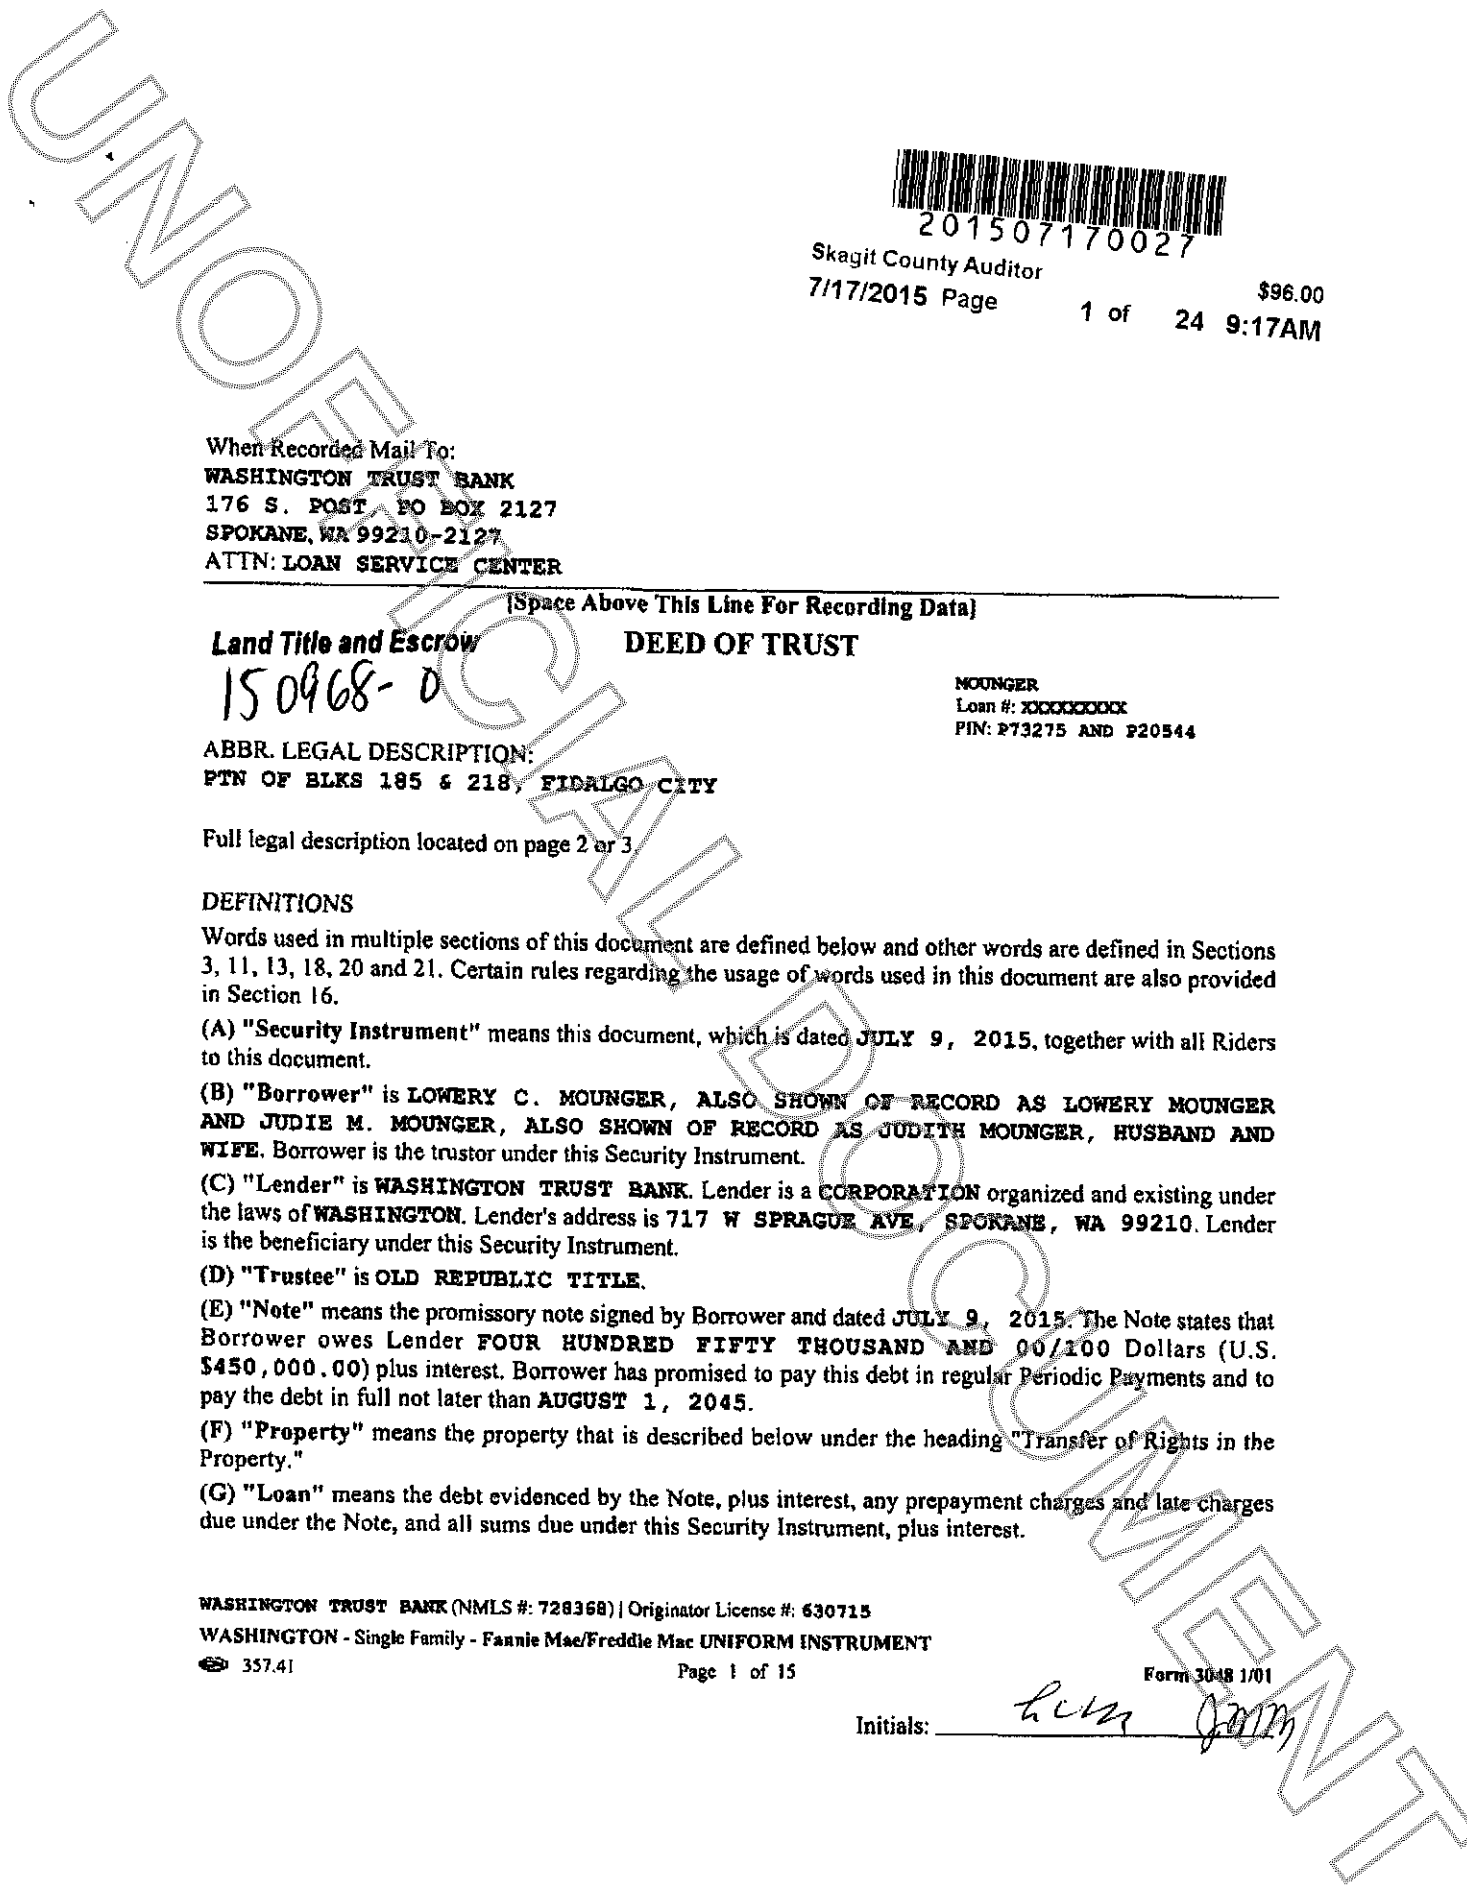 UNOFFICIAL DOCUMENT
201507170027
Skagit County Auditor
$96.00
7/17/2015 Page 1 of 24 9:17AM
When Recorded Mail To:
WASHINGTON TRUST BANK
176 S. POST, PO BOX 2127
SPOKANE, WA 99210-2127
ATTN: LOAN SERVICE CENTER
[Space Above This Line For Recording Data]
Land Title and Escrow
DEED OF TRUST
150968-O
MOUNGER
Loan #: XXXXXXXXX
PIN: P73275 AND P20544
ABBR. LEGAL DESCRIPTION:
PTN OF BLKS 185 & 218, FIDALGO CITY
Full legal description located on page 2 or 3.
DEFINITIONS
Words used in multiple sections of this document are defined below and other words are defined in Sections
3, 11, 13, 18, 20 and 21. Certain rules regarding the usage of words used in this document are also provided
in Section 16.
(A) "Security Instrument" means this document, which is dated JULY 9, 2015, together with all Riders
to this document.
(B) "Borrower" is LOWERY C. MOUNGER, ALSO SHOWN OF RECORD AS LOWERY MOUNGER
AND JUDIE M. MOUNGER, ALSO SHOWN OF RECORD AS JUDITH MOUNGER, HUSBAND AND
WIFE. Borrower is the trustor under this Security Instrument.
(C) "Lender" is WASHINGTON TRUST BANK. Lender is a CORPORATION organized and existing under
the laws of WASHINGTON. Lender's address is 717 W SPRAGUE AVE, SPOKANE, WA 99210. Lender
is the beneficiary under this Security Instrument.
(D) "Trustee" is OLD REPUBLIC TITLE.
(E) "Note" means the promissory note signed by Borrower and dated JULY 9, 2015. The Note states that
Borrower owes Lender FOUR HUNDRED FIFTY THOUSAND AND 00/100 Dollars (U.S.
$450,000.00) plus interest. Borrower has promised to pay this debt in regular Periodic Payments and to
pay the debt in full not later than AUGUST 1, 2045.
(F) "Property" means the property that is described below under the heading "Transfer of Rights in the
Property."
(G) "Loan" means the debt evidenced by the Note, plus interest, any prepayment charges and late charges
due under the Note, and all sums due under this Security Instrument, plus interest.
WASHINGTON TRUST BANK (NMLS #: 728368) | Originator License #: 630715
WASHINGTON - Single Family - Fannie Mae/Freddie Mac UNIFORM INSTRUMENT
357.41
Page 1 of 15
Form 3048 1/01
Initials: LCM JMM